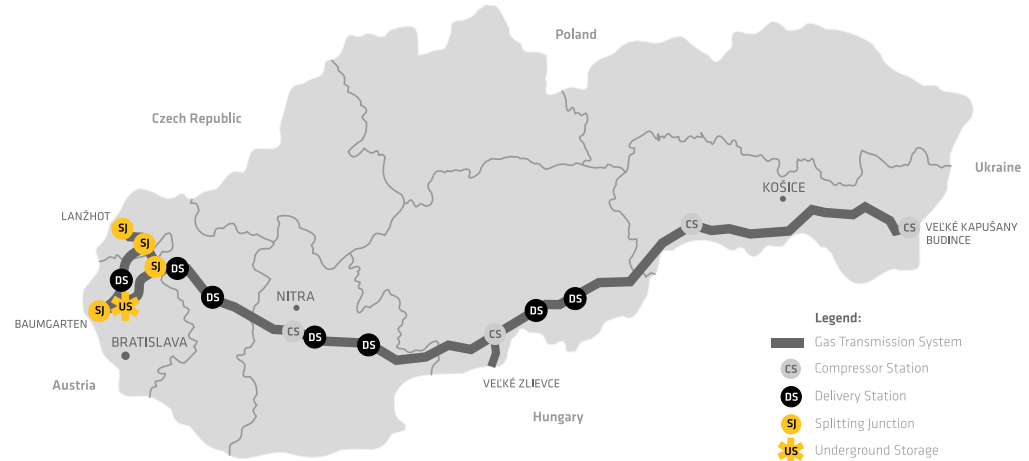 Poland
Czech Republic
Ukraine
KOŠICE
LANŽHOT
SJ
SJ
SJ
DS
CS
CS
VEĽKÉ KAPUŠANY
BUDINCE
DS
DS
NITRA
DS
DS
US
SJ
BAUMGARTEN
CS
DS
DS
CS
BRATISLAVA
VEĽKÉ ZLIEVCE
Austria
Hungary
Legend:
Gas Transmission System
CS Compressor Station
DS Delivery Station
SJ Splitting Junction
US Underground Storage